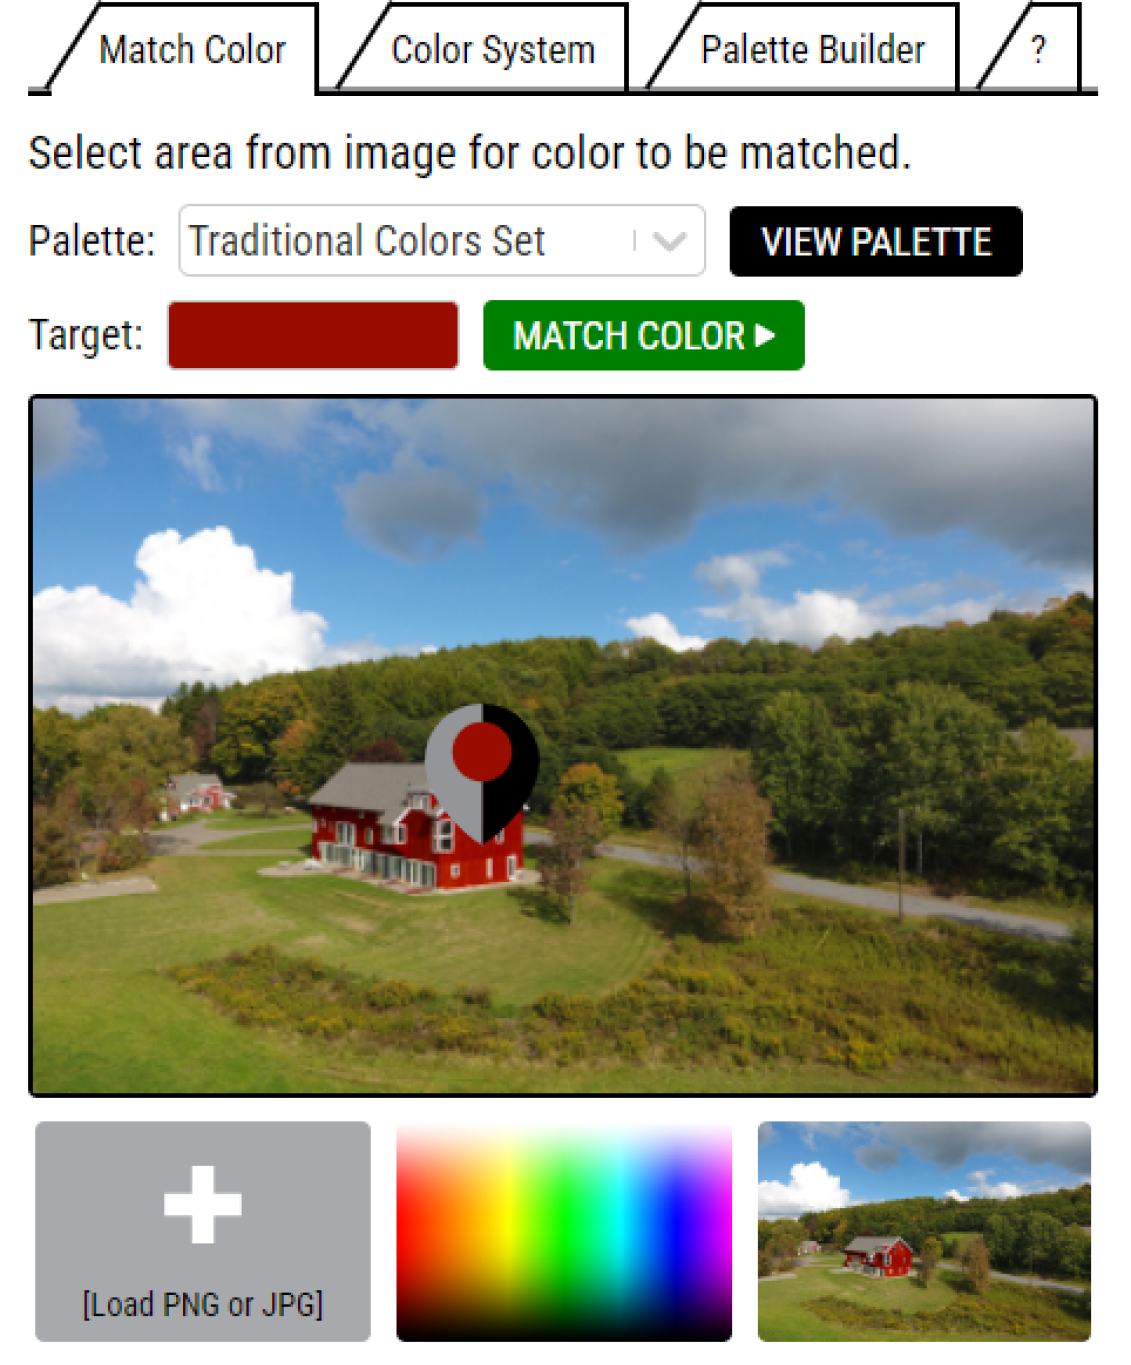 Match Color
Color System
Palette Builder
?
Select area from image for color to be matched.
Palette: Traditional Colors Set VIEW PALETTE
Target: MATCH COLOR
[Load PNG or JPG]